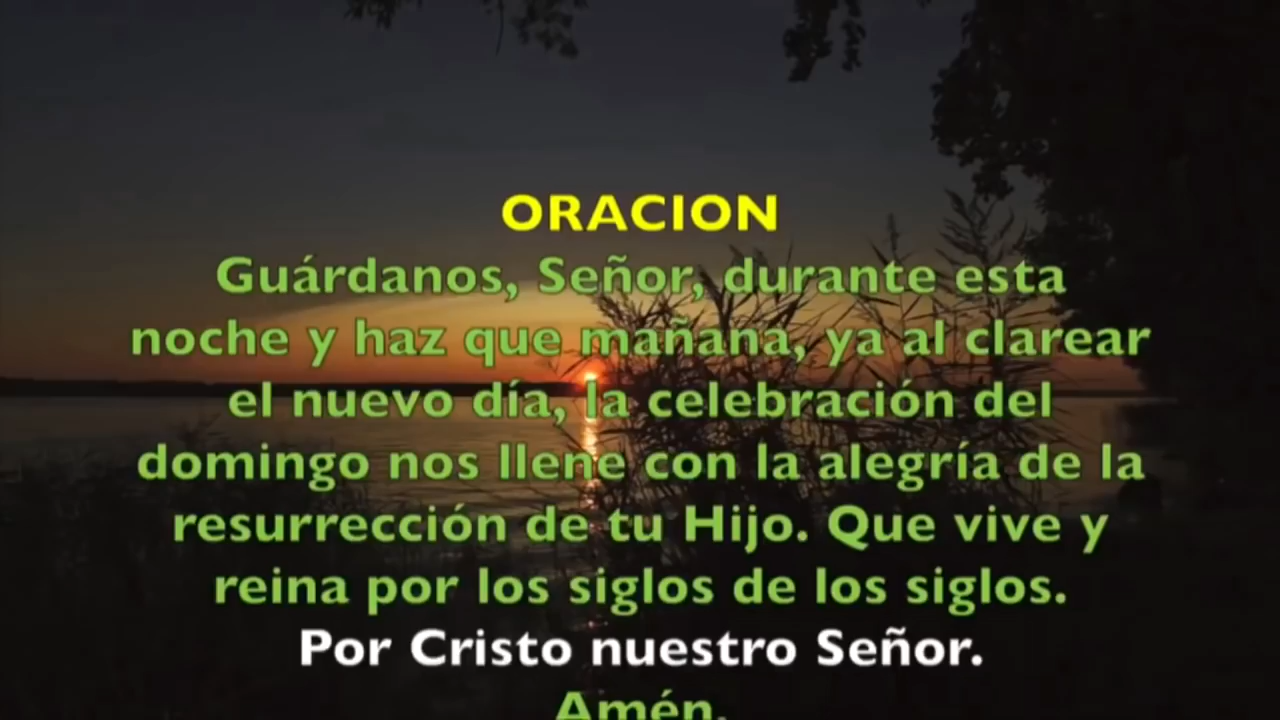 ORACION
Guárdanos, Señor, durante esta
noche y haz que mañana, ya al clarear
el nuevo día, la celebración del
domingo nos llene con la alegría de la
resurrección de tu Hijo. Que vive y
reina por los siglos de los siglos.
Por Cristo nuestro Señor.
Amén.